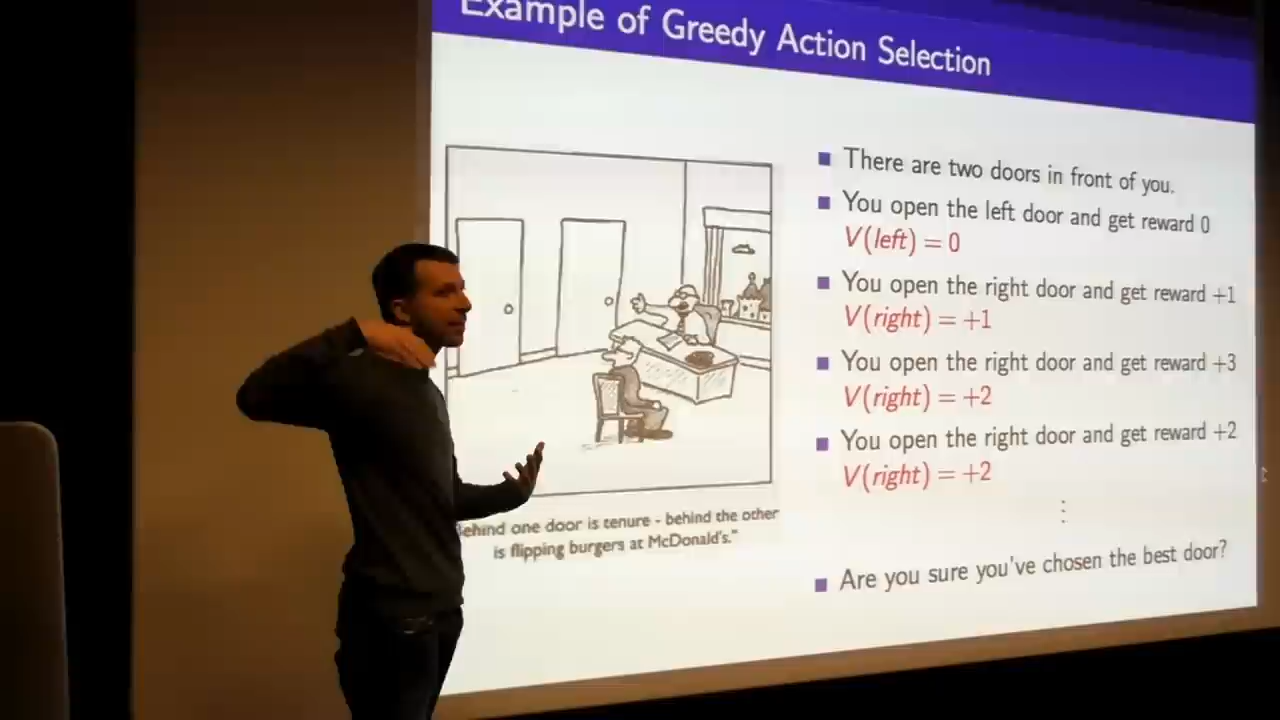 Example of Greedy Action Selection
There are two doors in front of you.
You open the left door and get reward 0
V(left) = 0
You open the right door and get reward +1
V(right) = +1
You open the right door and get reward +3
V(right) = +2
You open the right door and get reward +2
V(right) = +2
⋮
Are you sure you've chosen the best door?
ehind one door is tenure - behind the other
is flipping burgers at McDonald's."